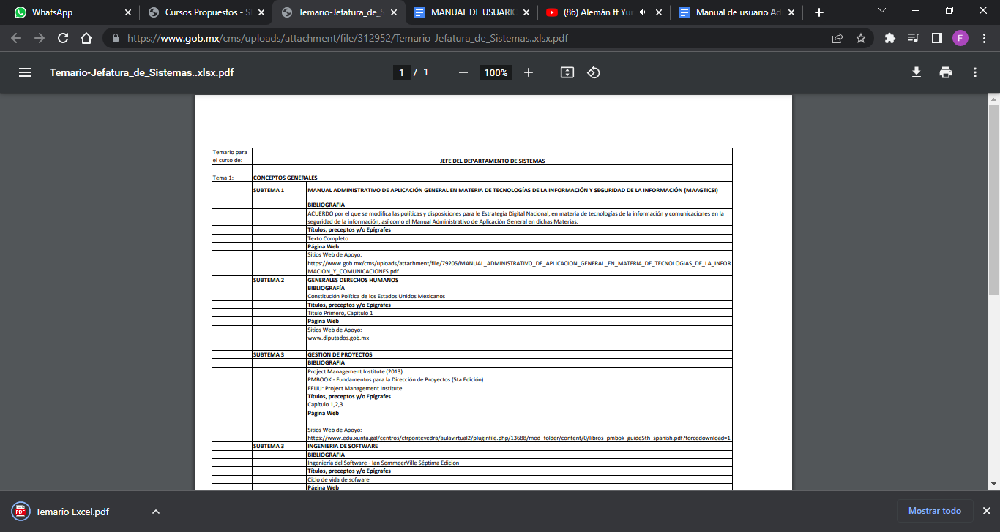 WhatsApp
Cursos Propuestos - S
Temario-Jefatura_de_S
MANUAL DE USUARIO
(86) Alemán ft Yur
Manual de usuario Ad
https://www.gob.mx/cms/uploads/attachment/file/312952/Temario-Jefatura_de_Sistemas..xlsx.pdf
F
Temario-Jefatura_de_Sistemas..xlsx.pdf
1 / 1
100%
Temario para
el curso de:
JEFE DEL DEPARTAMENTO DE SISTEMAS
Tema 1:
CONCEPTOS GENERALES
SUBTEMA 1
MANUAL ADMINISTRATIVO DE APLICACIÓN GENERAL EN MATERIA DE TECNOLOGÍAS DE LA INFORMACIÓN Y SEGURIDAD DE LA INFORMACIÓN (MAAGTICSI)
BIBLIOGRAFÍA
ACUERDO por el que se modifica las políticas y disposiciones para le Estrategia Digital Nacional, en materia de tecnologías de la información y comunicaciones en la
seguridad de la información, así como el Manual Administrativo de Aplicación General en dichas Materias.
Títulos, preceptos y/o Epígrafes
Texto Completo
Página Web
Sitios Web de Apoyo:
https://www.gob.mx/cms/uploads/attachment/file/79205/MANUAL_ADMINISTRATIVO_DE_APLICACION_GENERAL_EN_MATERIA_DE_TECNOLOGIAS_DE_LA_INFOR
MACION_Y_COMUNICACIONES.pdf
SUBTEMA 2
GENERALES DERECHOS HUMANOS
BIBLIOGRAFÍA
Constitución Política de los Estados Unidos Mexicanos
Títulos, preceptos y/o Epígrafes
Título Primero, Capítulo 1
Página Web
Sitios Web de Apoyo:
www.diputados.gob.mx
SUBTEMA 3
GESTIÓN DE PROYECTOS
BIBLIOGRAFÍA
Project Management Institute (2013)
PMBOOK - Fundamentos para la Dirección de Proyectos (5ta Edición)
EEUU: Project Management Institute
Títulos, preceptos y/o Epígrafes
Capítulo 1,2,3
Página Web
Sitios Web de Apoyo:
https://www.edu.xunta.gal/centros/cfrpontevedra/aulavirtual2/pluginfile.php/13688/mod_folder/content/0/libros_pmbok_guide5th_spanish.pdf?forcedownload=1
SUBTEMA 3
INGENIERIA DE SOFTWARE
BIBLIOGRAFÍA
Ingeniería del Software - Ian SommeerVille Séptima Edicion
Títulos, preceptos y/o Epígrafes
Ciclo de vida de sofware
Página Web
PDF
Temario Excel.pdf
Mostrar todo